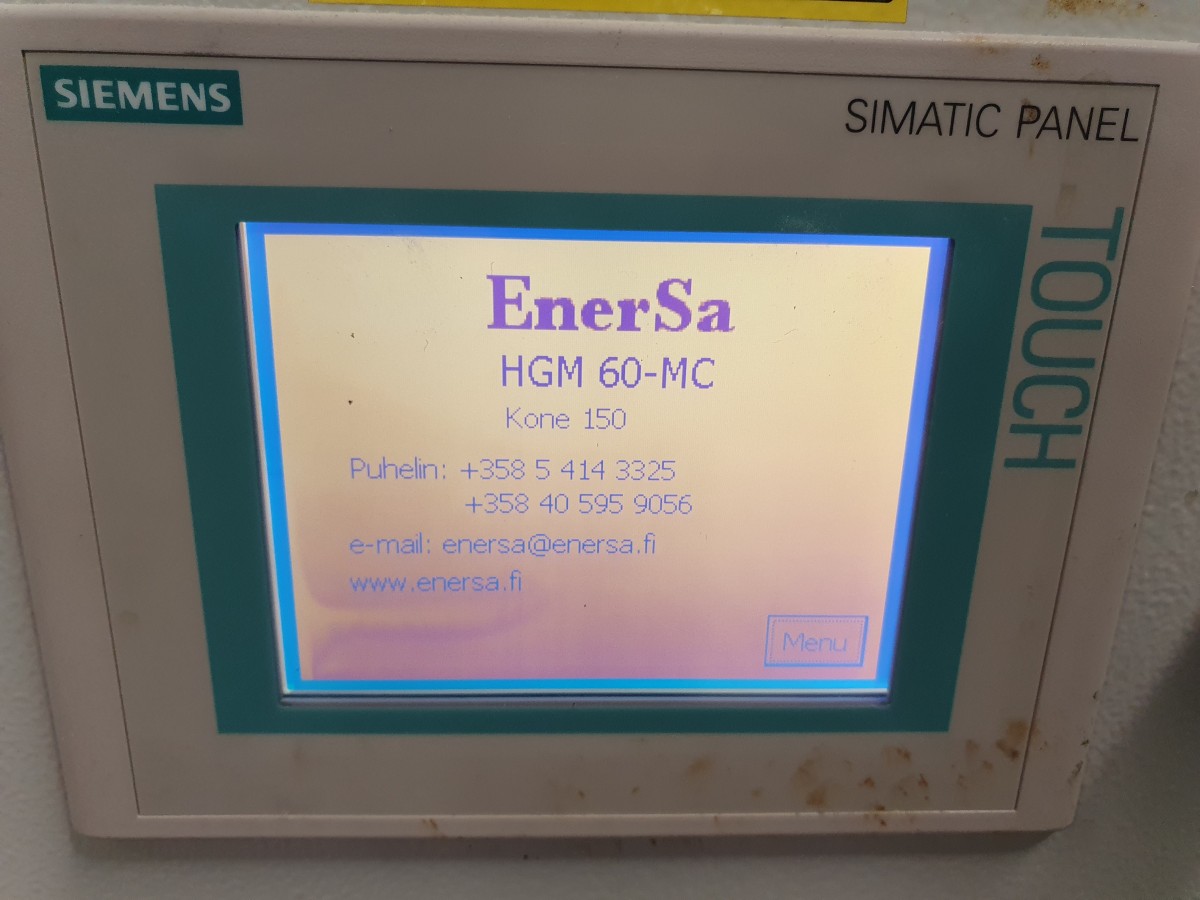 SIEMENS
SIMATIC PANEL
TOUCH
EnerSa
HGM 60-MC
Kone 150
Puhelin: +358 5 414 3325
+358 40 595 9056
e-mail: enersa@enersa.fi
www.enersa.fi
Menu